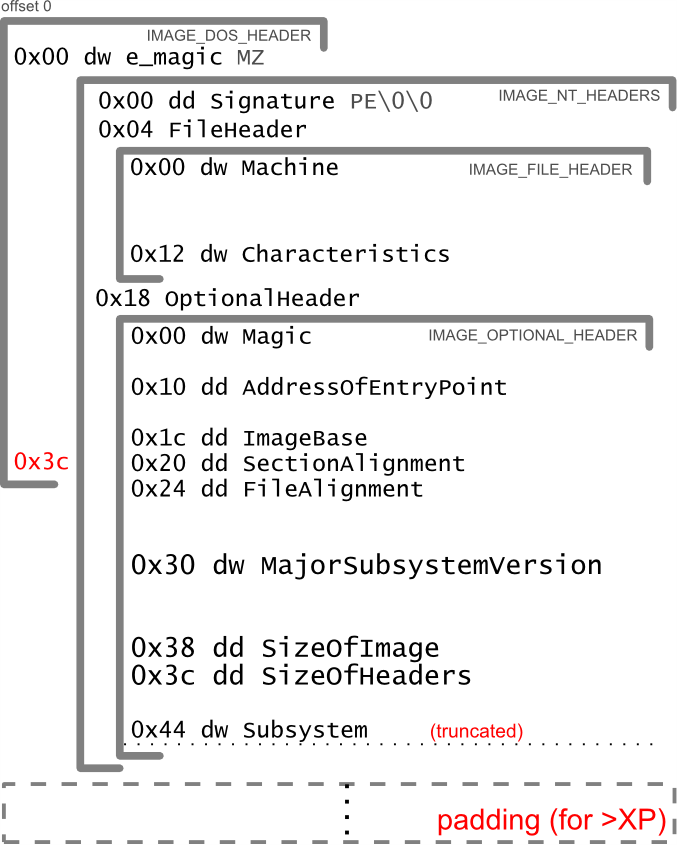 offset 0
IMAGE_DOS_HEADER
0x00 dw e_magic MZ
0x00 dd Signature PE\0\0 IMAGE_NT_HEADERS
0x04 FileHeader
0x00 dw Machine IMAGE_FILE_HEADER
0x12 dw Characteristics
0x18 OptionalHeader
0x00 dw Magic IMAGE_OPTIONAL_HEADER
0x10 dd AddressOfEntryPoint
0x1c dd ImageBase
0x3c 0x20 dd SectionAlignment
0x24 dd FileAlignment
0x30 dw MajorSubsystemVersion
0x38 dd SizeOfImage
0x3c dd SizeOfHeaders
0x44 dw Subsystem (truncated)
padding (for >XP)